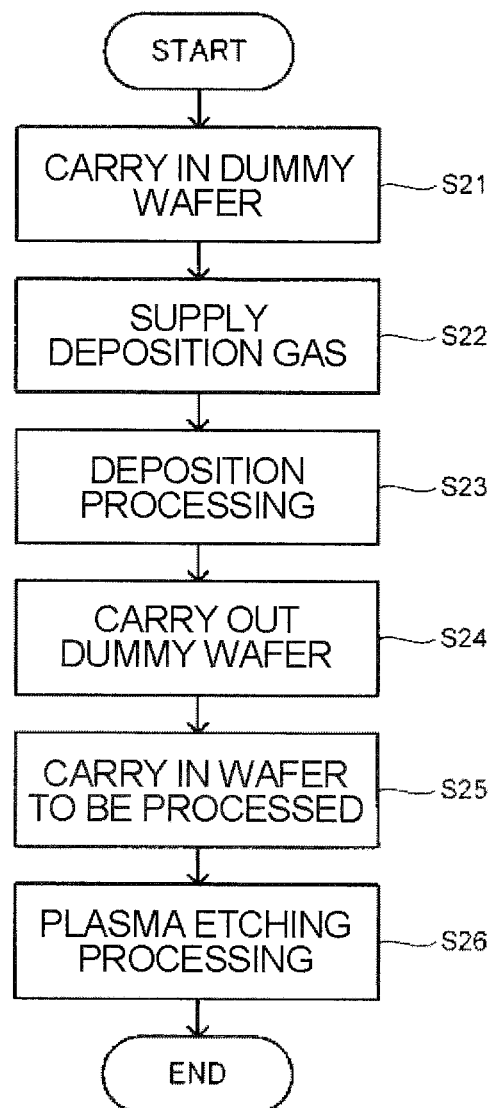 START
CARRY IN DUMMY
WAFER
S21
SUPPLY
DEPOSITION GAS
S22
DEPOSITION
PROCESSING
S23
CARRY OUT
DUMMY WAFER
S24
CARRY IN WAFER
TO BE PROCESSED
S25
PLASMA ETCHING
PROCESSING
S26
END